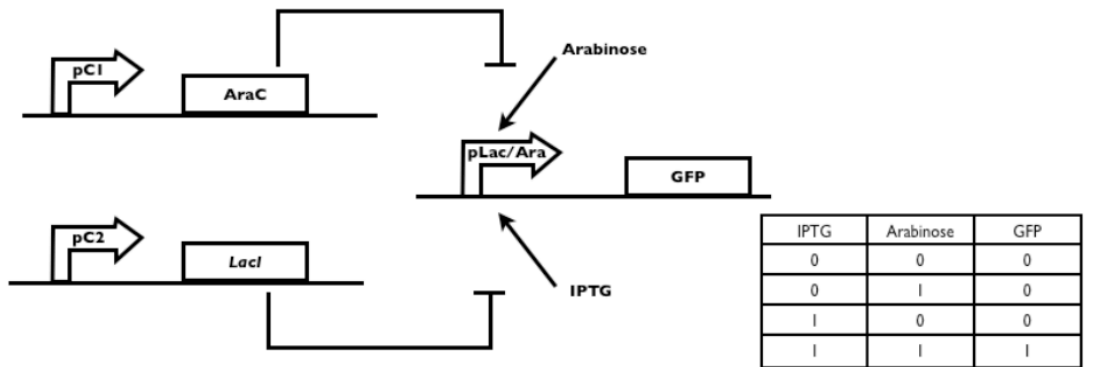 pC1
AraC
Arabinose
pLac/Ara
GFP
pC2
LacI
IPTG
IPTG Arabinose GFP
0 0 0
0 1 0
1 0 0
1 1 1